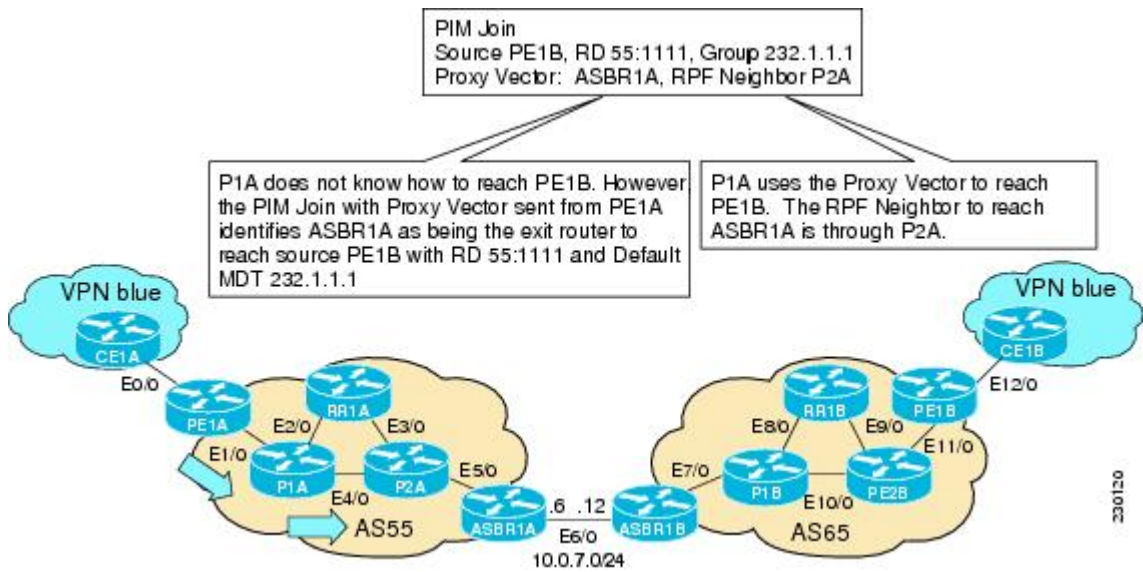 PIM Join
Source PE1B, RD 55:1111, Group 232.1.1.1
Proxy Vector: ASBR1A, RPF Neighbor P2A
P1A does not know how to reach PE1B. However,
the PIM Join with Proxy Vector sent from PE1A
identifies ASBR1A as being the exit router to
reach source PE1B with RD 55:1111 and Default
MDT 232.1.1.1
P1A uses the Proxy Vector to reach
PE1B. The RPF Neighbor to reach
ASBR1A is through P2A.
VPN blue
CE1A
E0/0
PE1A
E1/0
E2/0
RR1A
E3/0
P1A
E4/0
P2A
E5/0
AS55
ASBR1A
.6 .12
E6/0
10.0.7.0/24
ASBR1B
E7/0
P1B
E8/0
RR1B
E9/0
E10/0
PE2B
E11/0
PE1B
AS65
E12/0
CE1B
VPN blue
230120